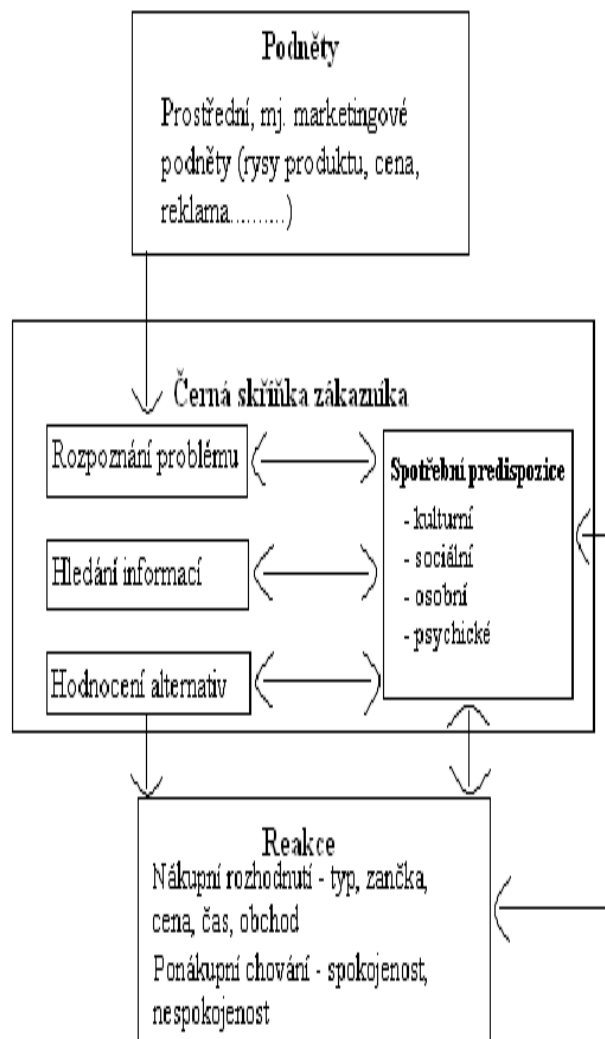 Podněty
Prostřední, mj. marketingové
podněty (rysy produktu, cena,
reklama..........)
Černá skříňka zákazníka
Rozpoznání problému
Hledání informací
Hodnocení alternativ
Spotřební predispozice
- kulturní
- sociální
- osobní
- psychické
Reakce
Nákupní rozhodnutí - typ, zančka,
cena, čas, obchod
Ponákupní chování - spokojenost,
nespokojenost